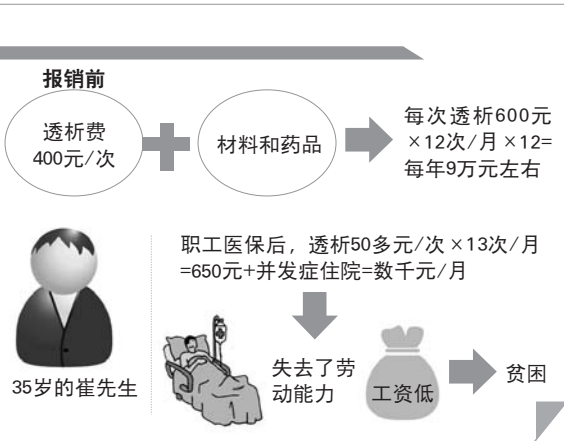 报销前
透析费
400元/次
材料和药品
每次透析600元
×12次/月×12=
每年9万元左右
职工医保后，透析50多元/次×13次/月
=650元+并发症住院=数千元/月
35岁的崔先生
失去了劳
动能力
工资低
贫困